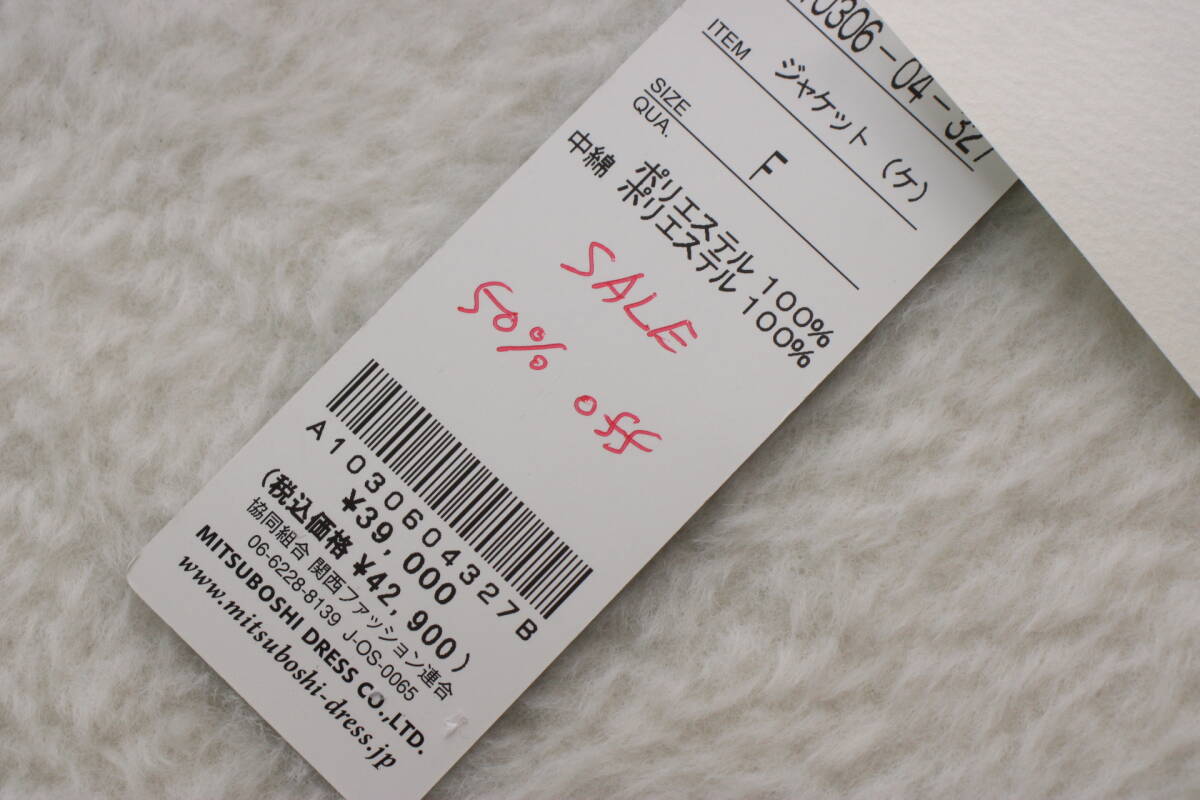 0306-04-327
ITEM ジャケット (ケ)
SIZE F
QUA.
ポリエステル 100%
中綿 ポリエステル 100%
SALE
50% off
A1030604327B
¥39,000
(税込価格 ¥42,900)
協同組合 関西ファッション連合
06-6228-8139 J-OS-0065
MITSUBOSHI DRESS CO.,LTD.
www.mitsuboshi-dress.jp